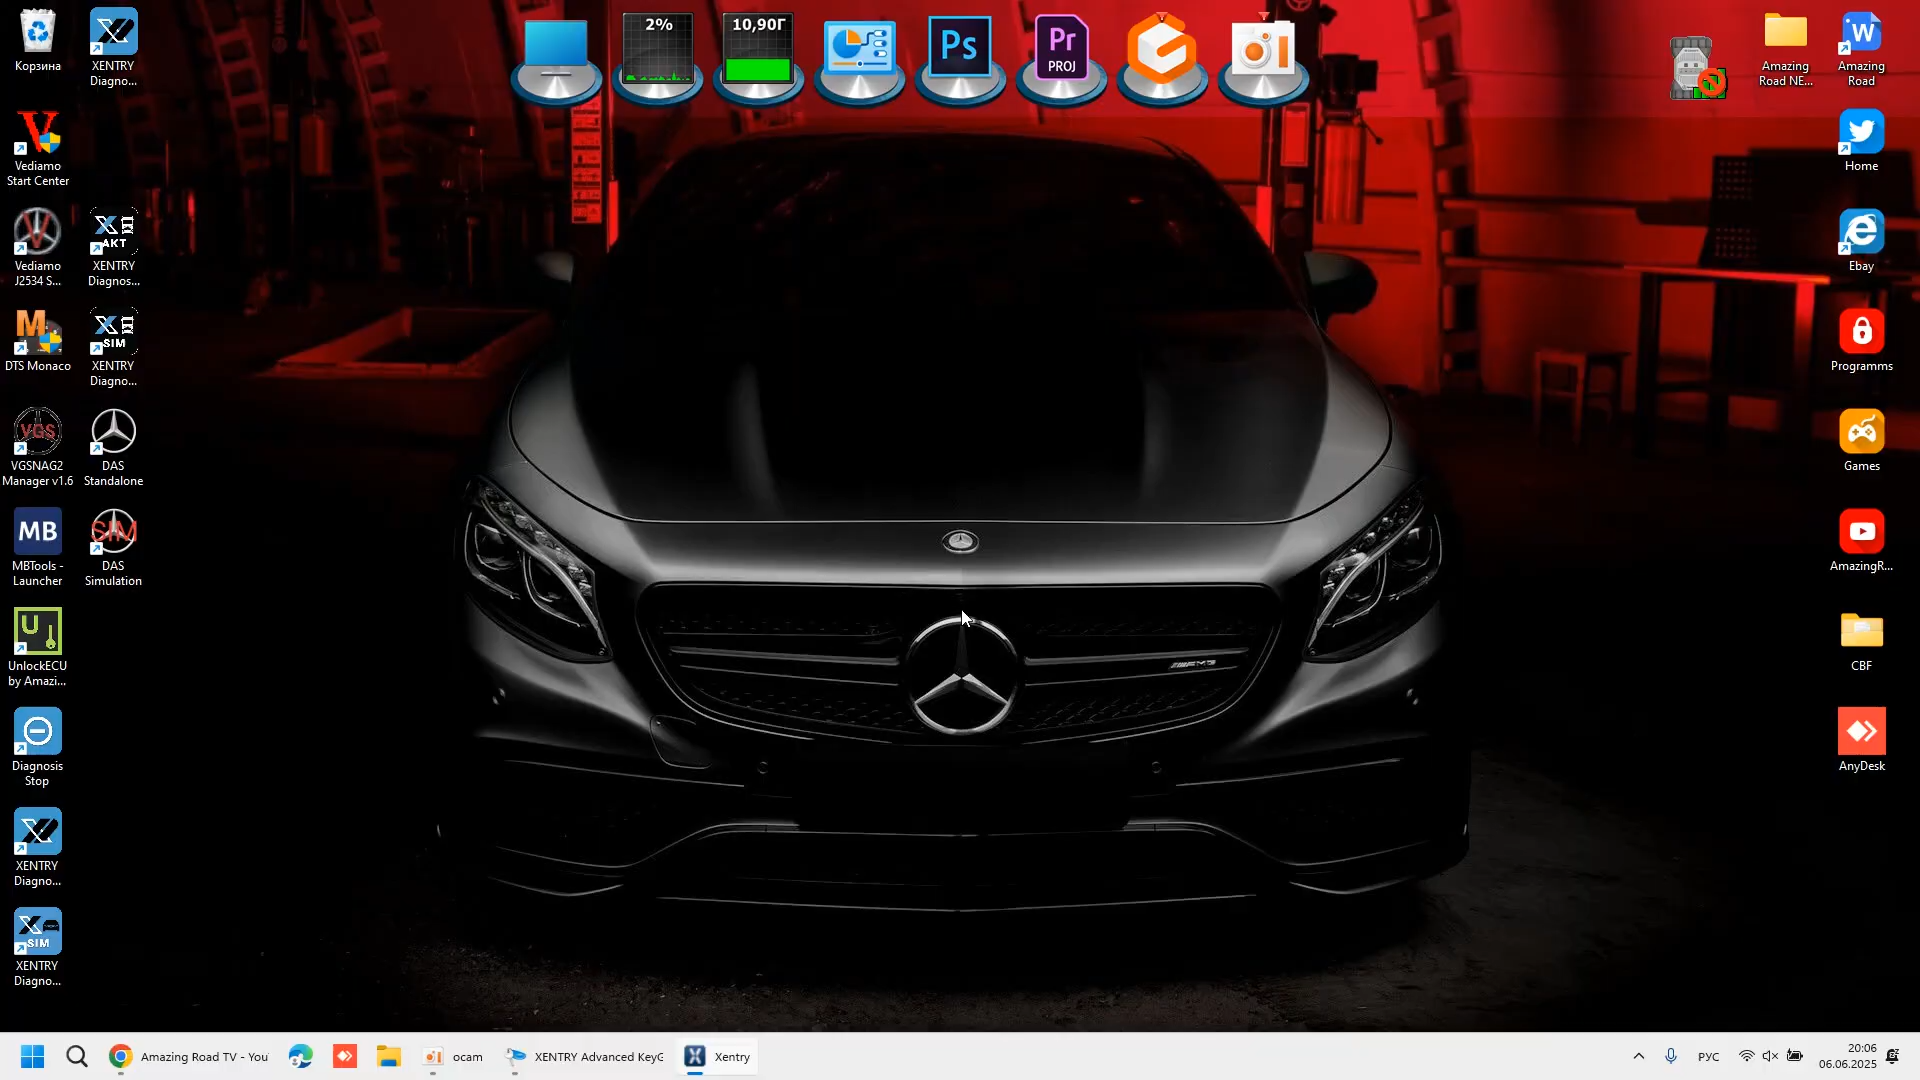 Корзина
XENTRY
Diagno...
2%
10,90Г
Ps
Pr
PROJ
Amazing
Road NE...
W
Amazing
Road
V
Vediamo
Start Center
Home
Vediamo
J2534 S...
AKT
XENTRY
Diagnos...
Ebay
M
DTS Monaco
SIM
XENTRY
Diagno...
Programms
VGS
VGSNAG2
Manager v1.6
DAS
Standalone
Games
MB
MBTools -
Launcher
SIM
DAS
Simulation
AmazingR...
U
UnlockECU
by Amazi...
CBF
AMG
Diagnosis
Stop
AnyDesk
XENTRY
Diagno...
SIM
XENTRY
Diagno...
Amazing Road TV - You
ocam
XENTRY Advanced KeyG
Xentry
РУС
20:06
06.06.2025